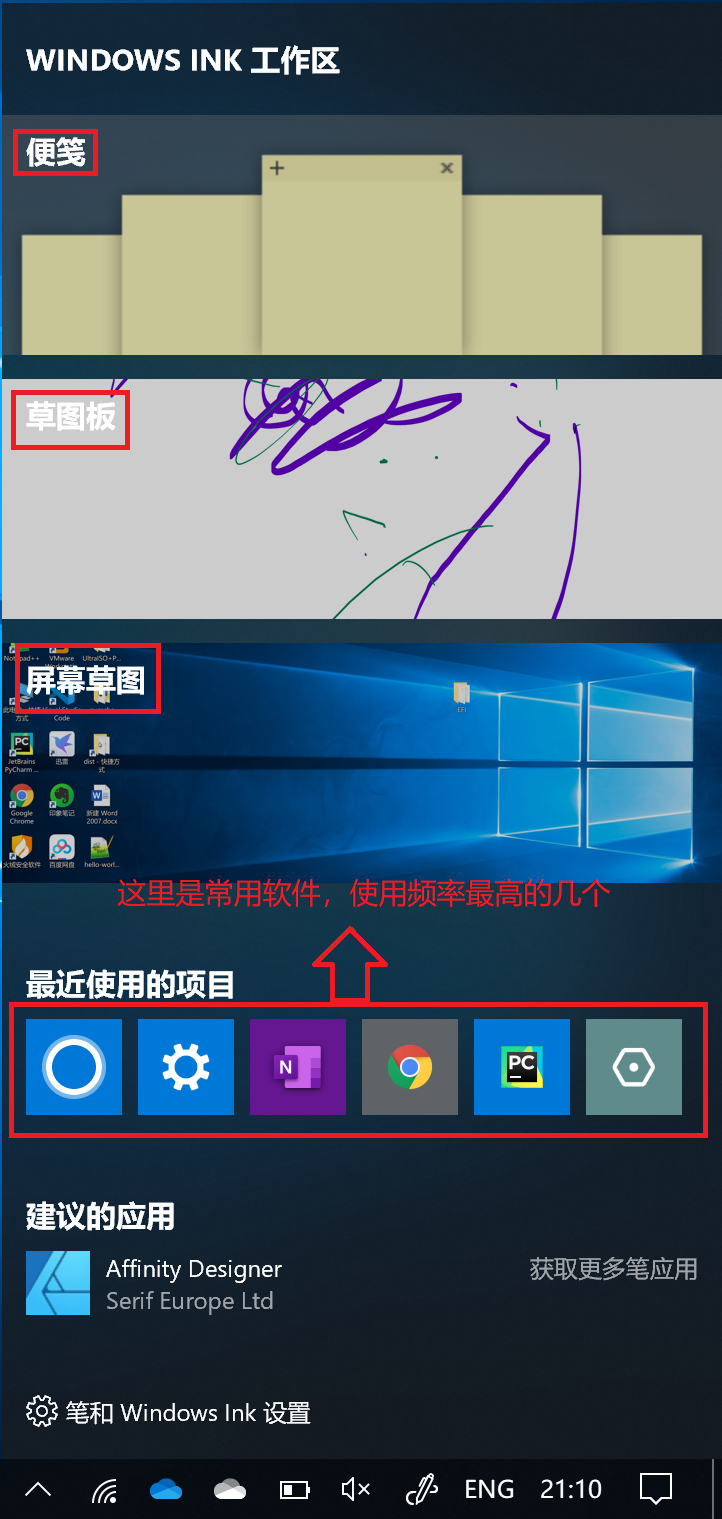 WINDOWS INK 工作区
便笺
草图板
屏幕草图
Notepad++
VMware
UltraISO+P...
方式
Code
EFI
JetBrains
PyCharm ...
迅雷
dist - 快捷方
式
Google
Chrome
印象笔记
新建 Word
2007.docx
火绒安全软件
百度网盘
hello-worl...
这里是常用软件，使用频率最高的几个
最近使用的项目
N
PC
建议的应用
Affinity Designer
Serif Europe Ltd
获取更多笔应用
笔和 Windows Ink 设置
ENG
21:10